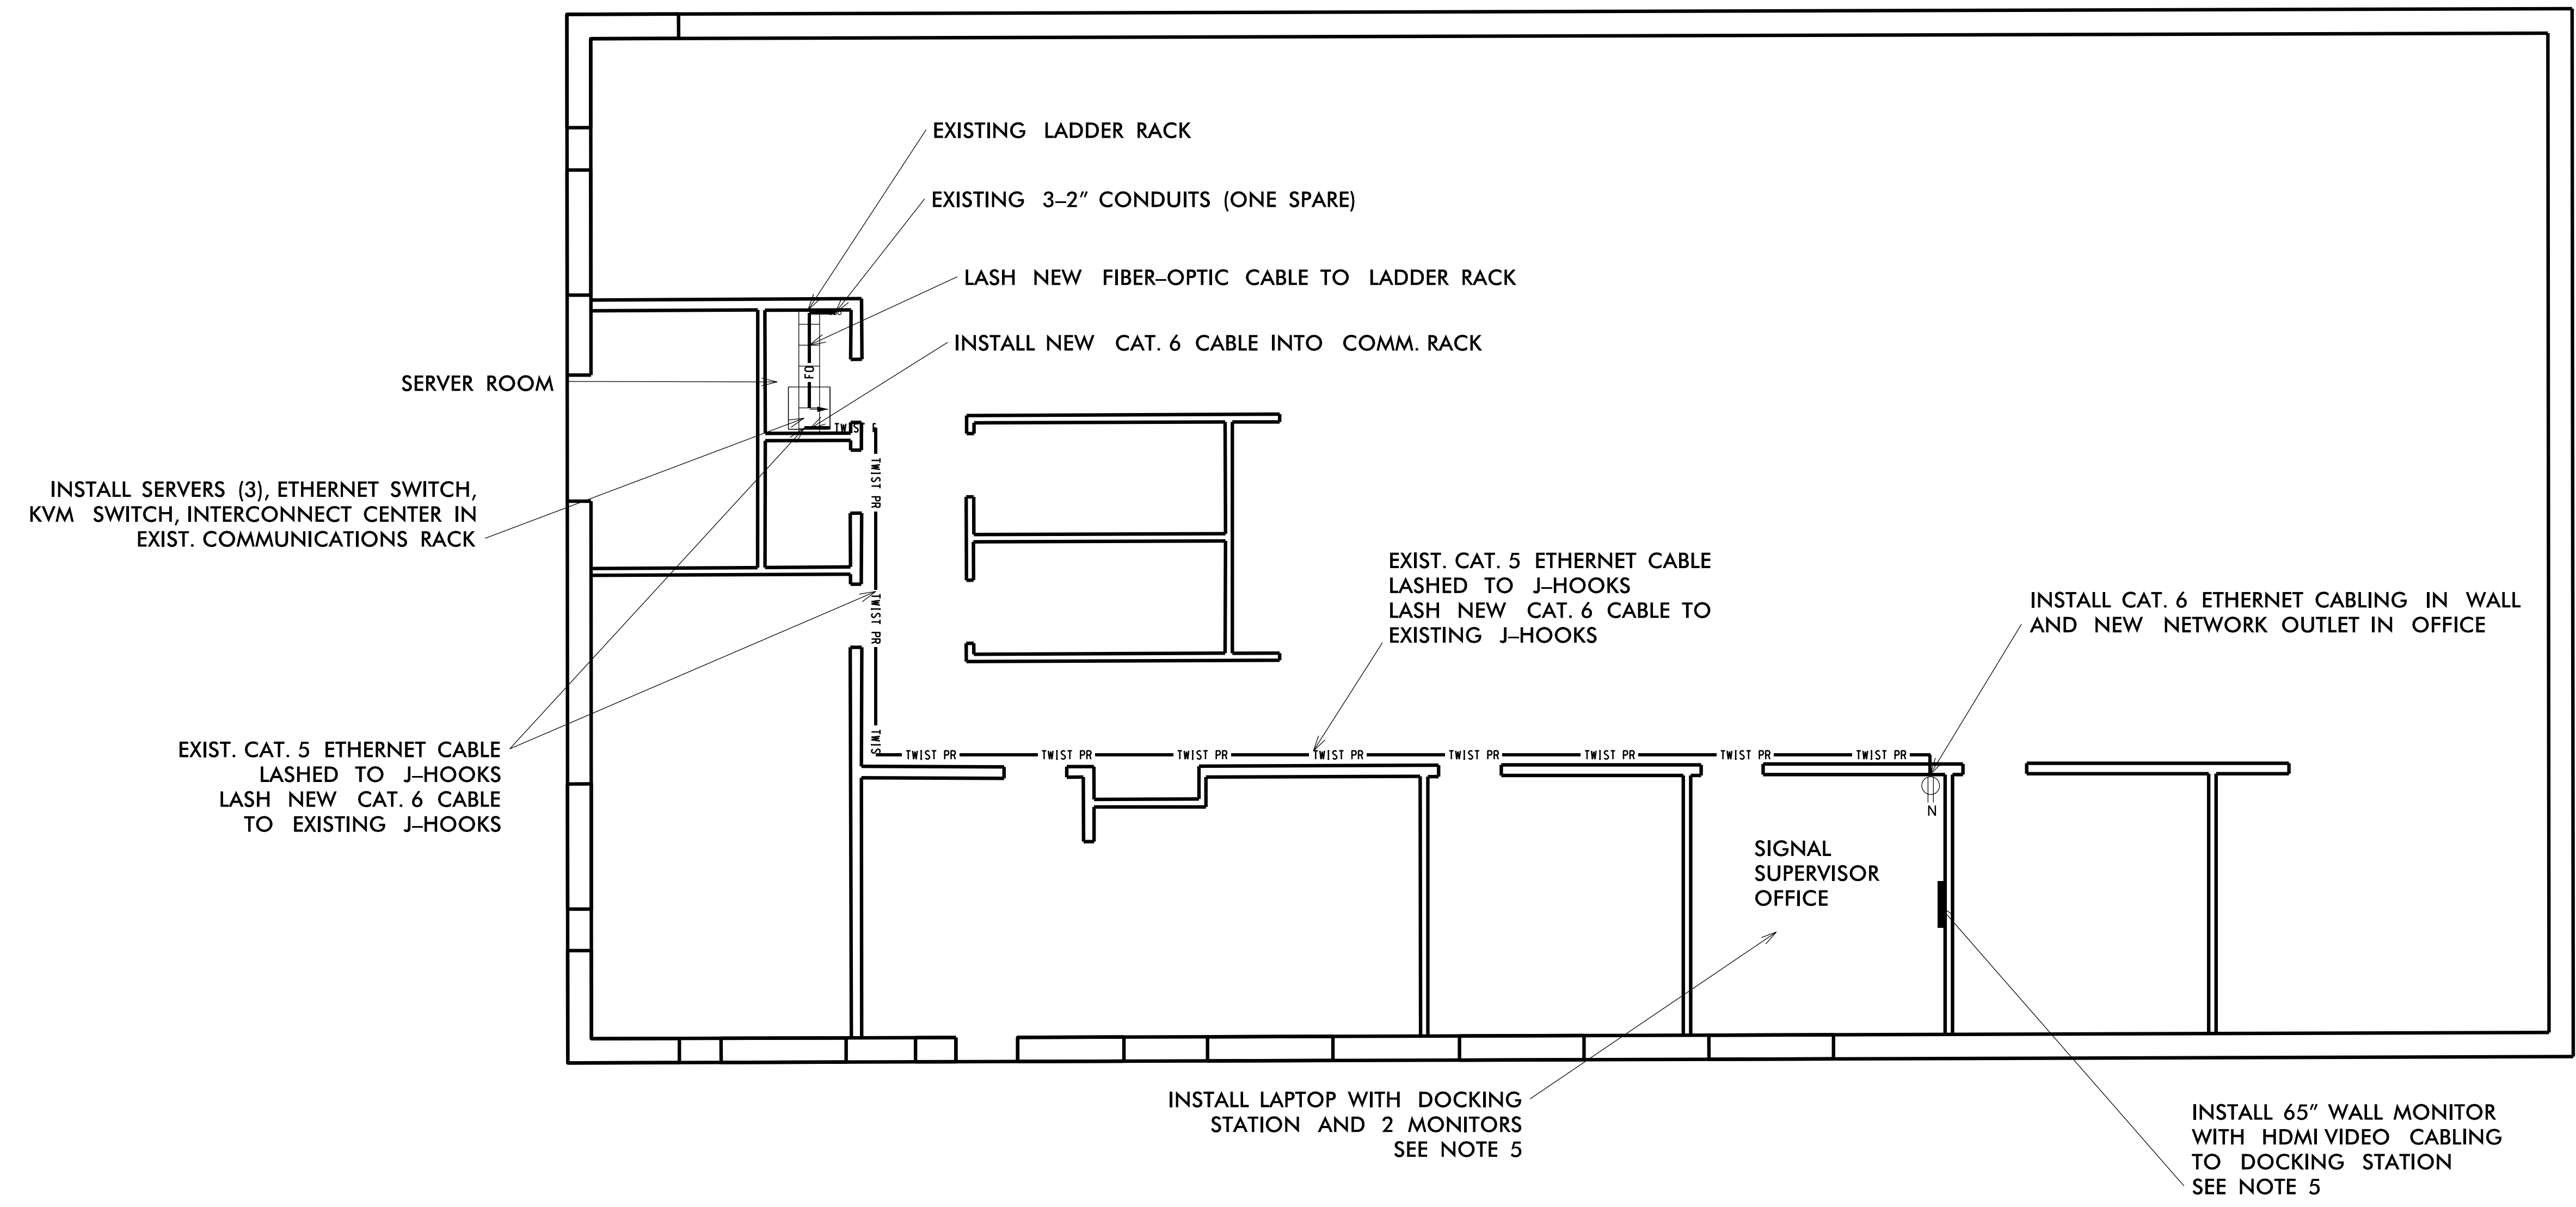 EXISTING LADDER RACK
EXISTING 3–2" CONDUITS (ONE SPARE)
LASH NEW FIBER–OPTIC CABLE TO LADDER RACK
INSTALL NEW CAT. 6 CABLE INTO COMM. RACK
SERVER ROOM
FO
TWIST P
INSTALL SERVERS (3), ETHERNET SWITCH,
KVM SWITCH, INTERCONNECT CENTER IN
EXIST. COMMUNICATIONS RACK
TWIST PR
TWIST PR
TWIS
EXIST. CAT. 5 ETHERNET CABLE
LASHED TO J–HOOKS
LASH NEW CAT. 6 CABLE TO
EXISTING J–HOOKS
INSTALL CAT. 6 ETHERNET CABLING IN WALL
AND NEW NETWORK OUTLET IN OFFICE
EXIST. CAT. 5 ETHERNET CABLE
LASHED TO J–HOOKS
LASH NEW CAT. 6 CABLE
TO EXISTING J–HOOKS
TWIST PR TWIST PR TWIST PR TWIST PR TWIST PR TWIST PR TWIST PR TWIST PR
N
SIGNAL
SUPERVISOR
OFFICE
INSTALL LAPTOP WITH DOCKING
STATION AND 2 MONITORS
SEE NOTE 5
INSTALL 65" WALL MONITOR
WITH HDMI VIDEO CABLING
TO DOCKING STATION
SEE NOTE 5